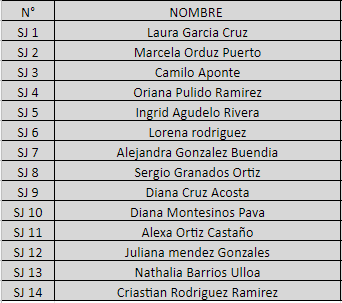 N° NOMBRE
SJ 1 Laura Garcia Cruz
SJ 2 Marcela Orduz Puerto
SJ 3 Camilo Aponte
SJ 4 Oriana Pulido Ramirez
SJ 5 Ingrid Agudelo Rivera
SJ 6 Lorena rodriguez
SJ 7 Alejandra Gonzalez Buendia
SJ 8 Sergio Granados Ortiz
SJ 9 Diana Cruz Acosta
SJ 10 Diana Montesinos Pava
SJ 11 Alexa Ortiz Castaño
SJ 12 Juliana mendez Gonzales
SJ 13 Nathalia Barrios Ulloa
SJ 14 Criastian Rodriguez Ramirez